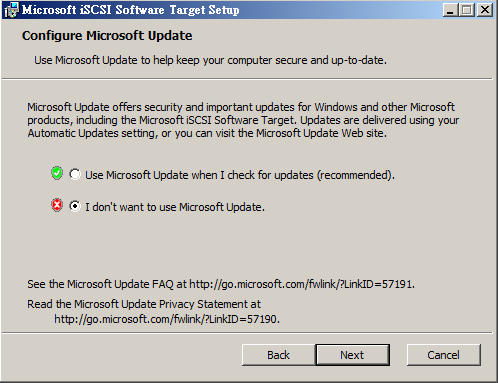 Microsoft iSCSI Software Target Setup
Configure Microsoft Update
Use Microsoft Update to help keep your computer secure and up-to-date.
Microsoft Update offers security and important updates for Windows and other Microsoft
products, including the Microsoft iSCSI Software Target. Updates are delivered using your
Automatic Updates setting, or you can visit the Microsoft Update Web site.
Use Microsoft Update when I check for updates (recommended).
I don't want to use Microsoft Update.
See the Microsoft Update FAQ at http://go.microsoft.com/fwlink/?LinkID=57191.
Read the Microsoft Update Privacy Statement at
http://go.microsoft.com/fwlink/?LinkID=57190.
Back Next Cancel